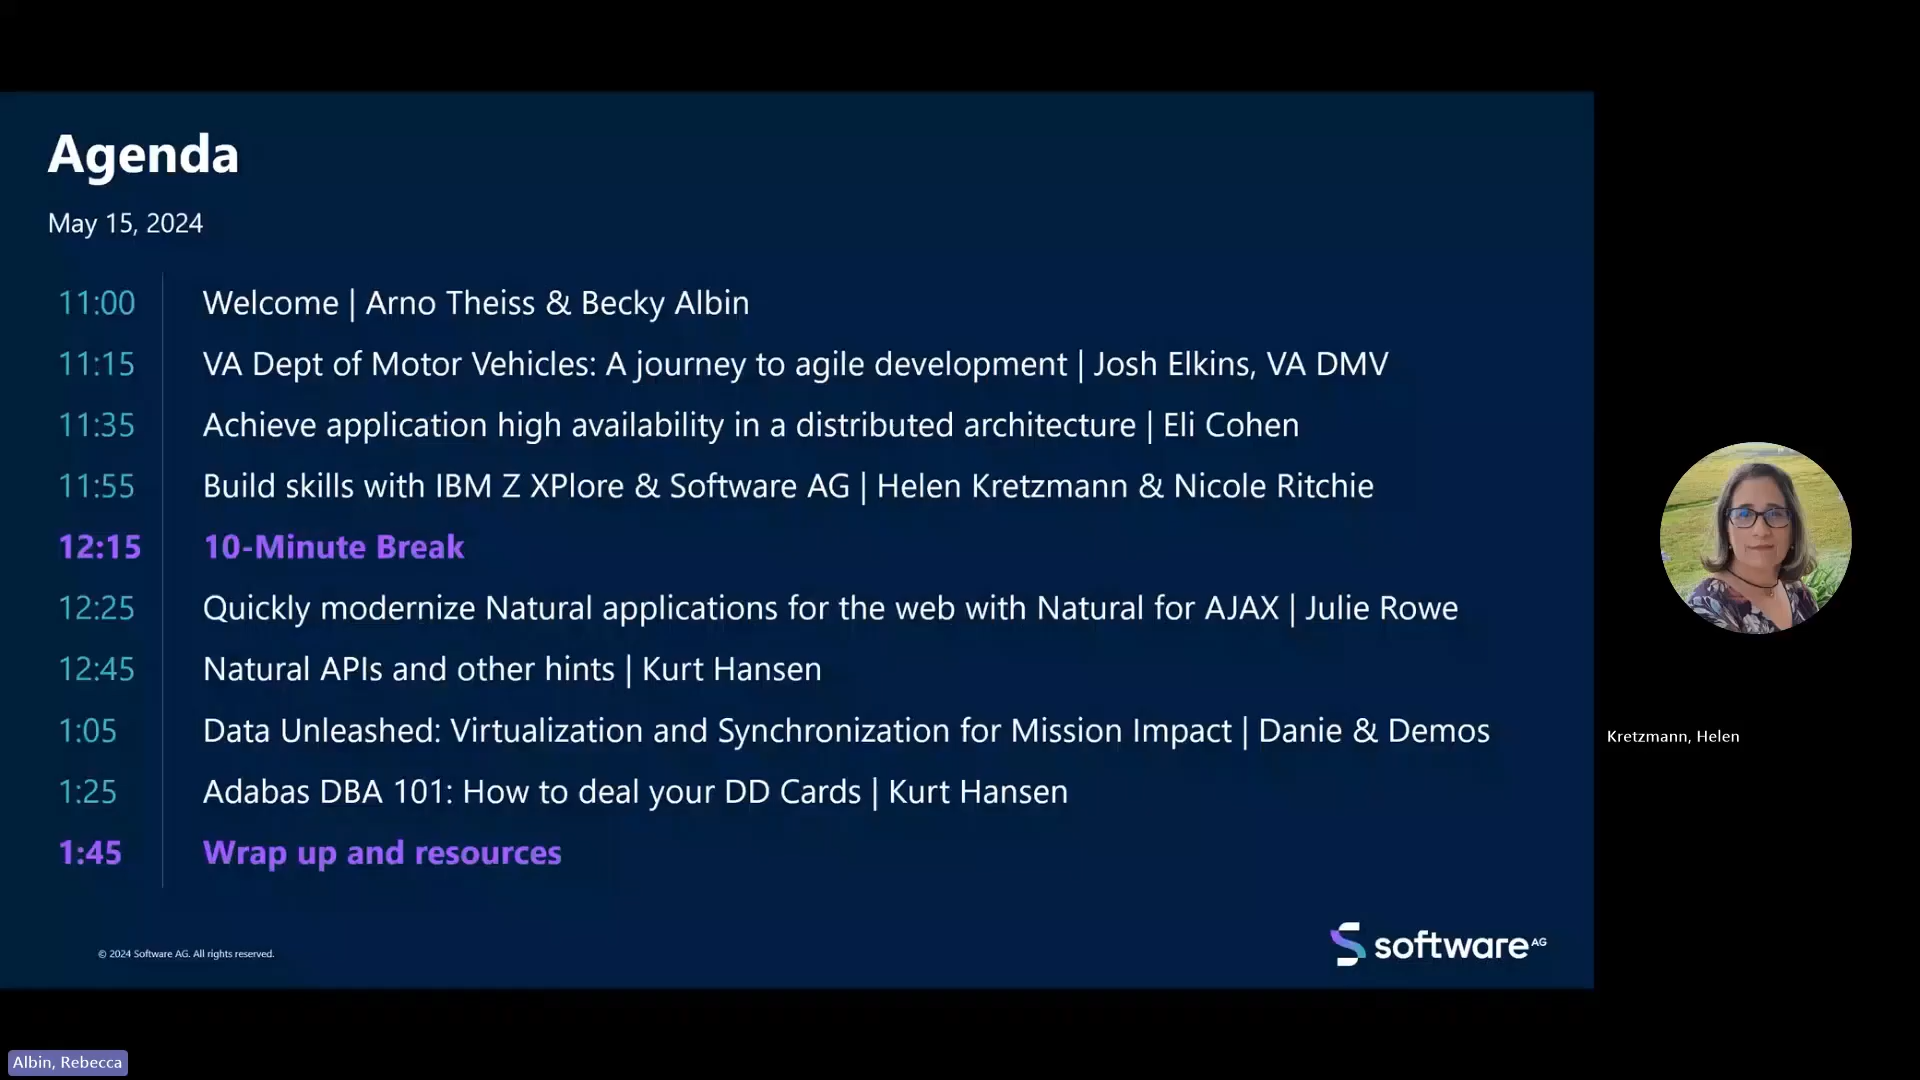 Agenda
May 15, 2024
11:00 Welcome | Arno Theiss & Becky Albin
11:15 VA Dept of Motor Vehicles: A journey to agile development | Josh Elkins, VA DMV
11:35 Achieve application high availability in a distributed architecture | Eli Cohen
11:55 Build skills with IBM Z XPlore & Software AG | Helen Kretzmann & Nicole Ritchie
12:15 10-Minute Break
12:25 Quickly modernize Natural applications for the web with Natural for AJAX | Julie Rowe
12:45 Natural APIs and other hints | Kurt Hansen
1:05 Data Unleashed: Virtualization and Synchronization for Mission Impact | Danie & Demos
1:25 Adabas DBA 101: How to deal your DD Cards | Kurt Hansen
1:45 Wrap up and resources
© 2024 Software AG. All rights reserved.
software AG
Kretzmann, Helen
Albin, Rebecca